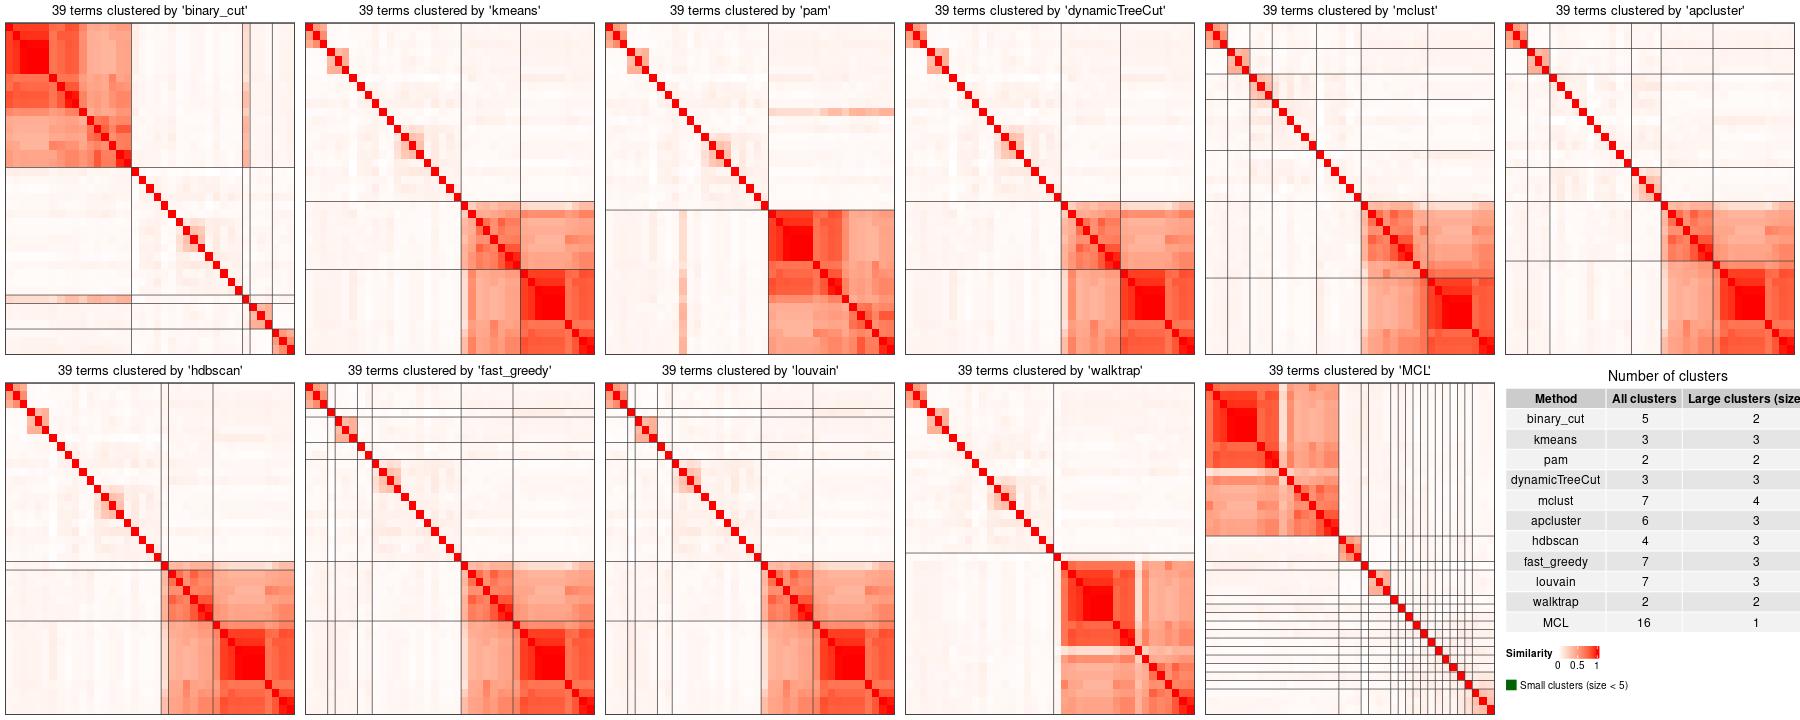 39 terms clustered by 'binary_cut'
39 terms clustered by 'kmeans'
39 terms clustered by 'pam'
39 terms clustered by 'dynamicTreeCut'
39 terms clustered by 'mclust'
39 terms clustered by 'apcluster'
39 terms clustered by 'hdbscan'
39 terms clustered by 'fast_greedy'
39 terms clustered by 'louvain'
39 terms clustered by 'walktrap'
39 terms clustered by 'MCL'
Number of clusters
Method All clusters Large clusters (size
binary_cut 5 2
kmeans 3 3
pam 2 2
dynamicTreeCut 3 3
mclust 7 4
apcluster 6 3
hdbscan 4 3
fast_greedy 7 3
louvain 7 3
walktrap 2 2
MCL 16 1
Similarity
0 0.5 1
Small clusters (size < 5)